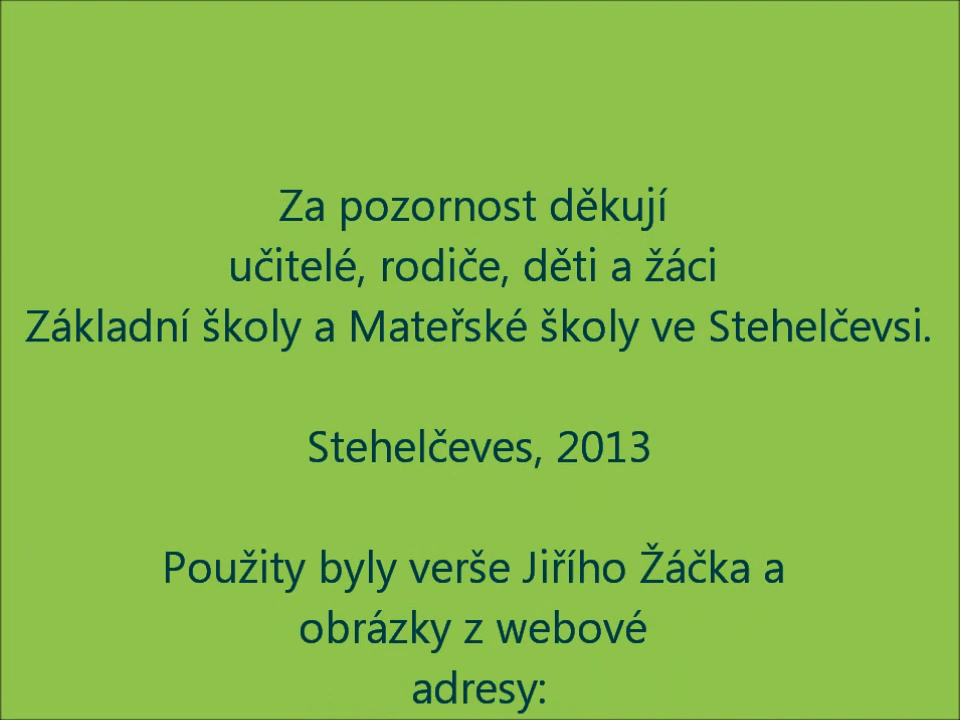 Za pozornost děkují
učitelé, rodiče, děti a žáci
Základní školy a Mateřské školy ve Stehelčevsi.
Stehelčeves, 2013
Použity byly verše Jiřího Žáčka a
obrázky z webové
adresy: